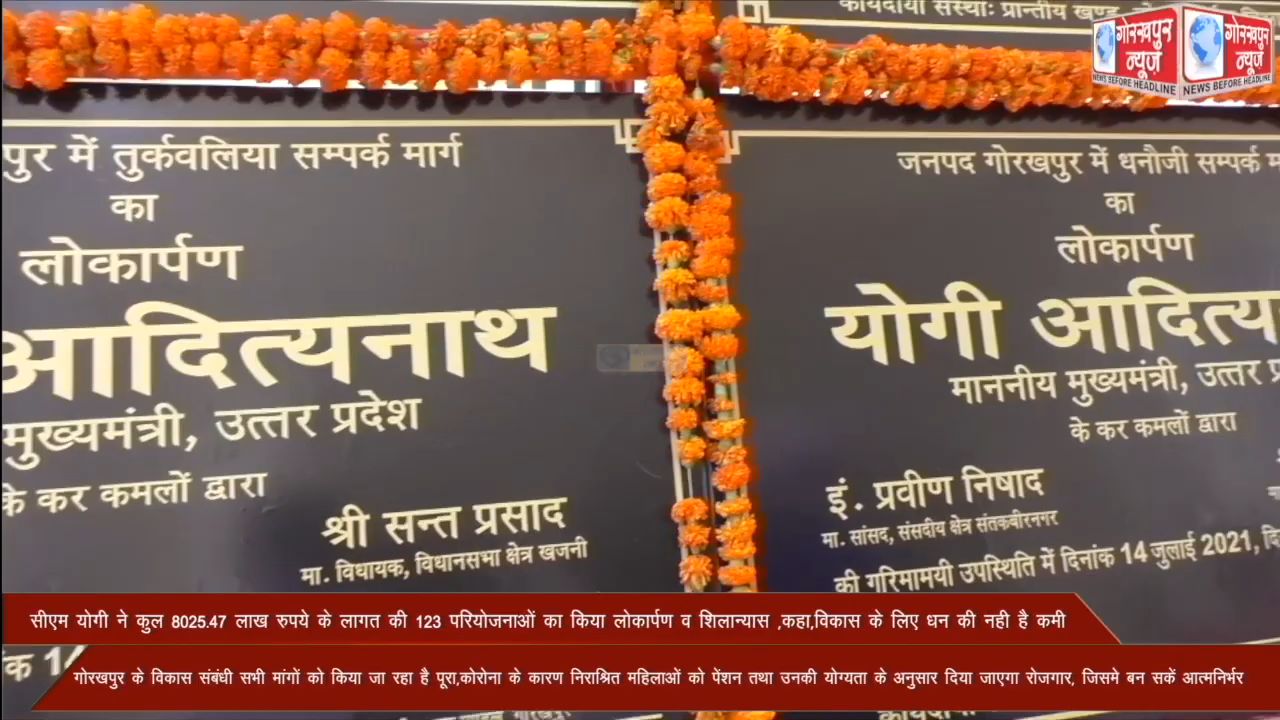 कार्यदायी संस्थाः प्रान्तीय खण्ड
गोरखपुर
न्यूज़
NEWS BEFORE HEADLINE
गोरखपुर
न्यूज़
NEWS BEFORE HEADLINE
पुर में तुर्कवलिया सम्पर्क मार्ग
का
लोकार्पण
आदित्यनाथ
मुख्यमंत्री, उत्तर प्रदेश
के कर कमलों द्वारा
श्री सन्त प्रसाद
मा. विधायक, विधानसभा क्षेत्र खजनी
जनपद गोरखपुर में धनौजी सम्पर्क
का
लोकार्पण
योगी आदित्य
माननीय मुख्यमंत्री, उत्तर
के कर कमलों द्वारा
इं. प्रवीण निषाद
मा. सांसद, संसदीय क्षेत्र संतकबीरनगर
की गरिमामयी उपस्थिति में दिनांक 14 जुलाई 2021,
सीएम योगी ने कुल 8025.47 लाख रुपये के लागत की 123 परियोजनाओं का किया लोकार्पण व शिलान्यास ,कहा,विकास के लिए धन की नही है कमी
गोरखपुर के विकास संबंधी सभी मांगों को किया जा रहा है पूरा,कोरोना के कारण निराश्रित महिलाओं को पेंशन तथा उनकी योग्यता के अनुसार दिया जाएगा रोजगार, जिसमे बन सकें आत्मनिर्भर